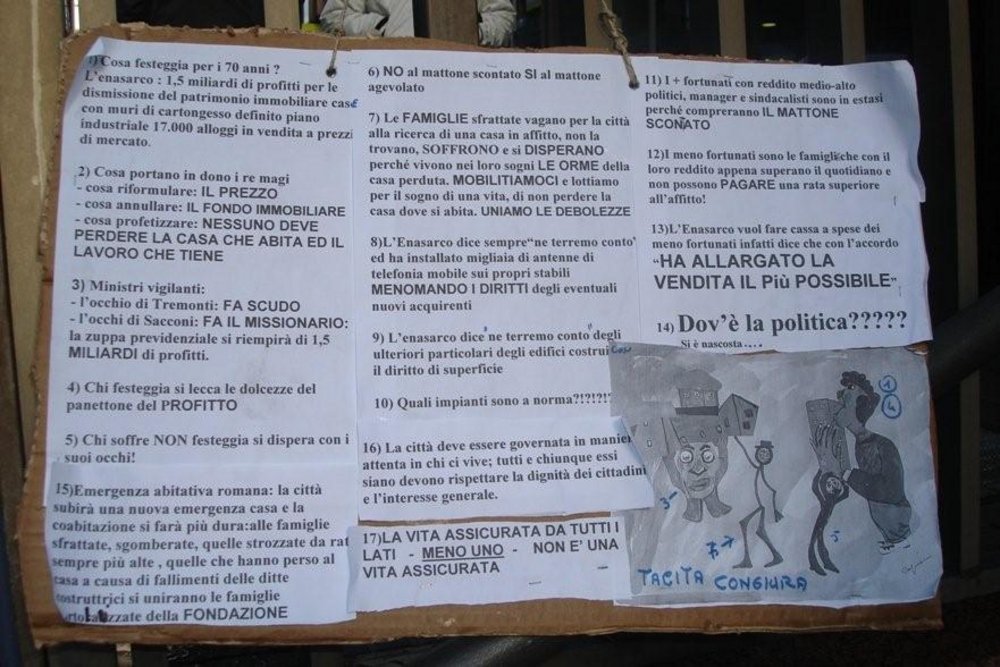 1) Cosa festeggia per i 70 anni ?
L'enasarco : 1,5 miliardi di profitti per le
dismissione del patrimonio immobiliare case
con muri di cartongesso definito piano
industriale 17.000 alloggi in vendita a prezzi
di mercato.
2) Cosa portano in dono i re magi
- cosa riformulare: IL PREZZO
- cosa annullare: IL FONDO IMMOBILIARE
- cosa profetizzare: NESSUNO DEVE
PERDERE LA CASA CHE ABITA ED IL
LAVORO CHE TIENE
3) Ministri vigilanti:
- l'occhio di Tremonti: FA SCUDO
- l'occhi di Sacconi: FA IL MISSIONARIO:
la zuppa previdenziale si riempirà di 1,5
MILIARDI di profitti.
4) Chi festeggia si lecca le dolcezze del
panettone del PROFITTO
5) Chi soffre NON festeggia si dispera con i
suoi occhi!
15)Emergenza abitativa romana: la città
subirà una nuova emergenza casa e la
coabitazione si farà più dura:alle famiglie
sfrattate, sgomberate, quelle strozzate da rat
sempre più alte , quelle che hanno perso al
casa a causa di fallimenti delle ditte
costruttrici si uniranno le famiglie
della FONDAZIONE
6) NO al mattone scontato SI al mattone
agevolato
7) Le FAMIGLIE sfrattate vagano per la città
alla ricerca di una casa in affitto, non la
trovano, SOFFRONO e si DISPERANO
perché vivono nei loro sogni LE ORME della
casa perduta. MOBILITIAMOCI e lottiamo
per il sogno di una vita, di non perdere la
casa dove si abita. UNIAMO LE DEBOLEZZE
8)L'Enasarco dice sempre"ne terremo conto"
ed ha installato migliaia di antenne di
telefonia mobile sui propri stabili
MENOMANDO I DIRITTI degli eventuali
nuovi acquirenti
9) L'enasarco dice"ne terremo conto" degli
ulteriori particolari degli edifici costrui
il diritto di superficie
10) Quali impianti sono a norma?!?!?!?
16) La città deve essere governata in manier
attenta in chi ci vive; tutti e chiunque essi
siano devono rispettare la dignità dei cittadini
e l'interesse generale.
17)LA VITA ASSICURATA DA TUTTI I
LATI - MENO UNO - NON E' UNA
VITA ASSICURATA
11) I + fortunati con reddito medio-alto
politici, manager e sindacalisti sono in estasi
perché compreranno IL MATTONE
SCONATO
12)I meno fortunati sono le famigliche con il
loro reddito appena superano il quotidiano e
non possono PAGARE una rata superiore
all'affitto!
13)L'Enasarco vuol fare cassa a spese dei
meno fortunati infatti dice che con l'accordo
"HA ALLARGATO LA
VENDITA IL Più POSSIBILE"
14) Dov'è la politica?????
Si è nascosta....
1
4
3
5
TACITA CONGIURA